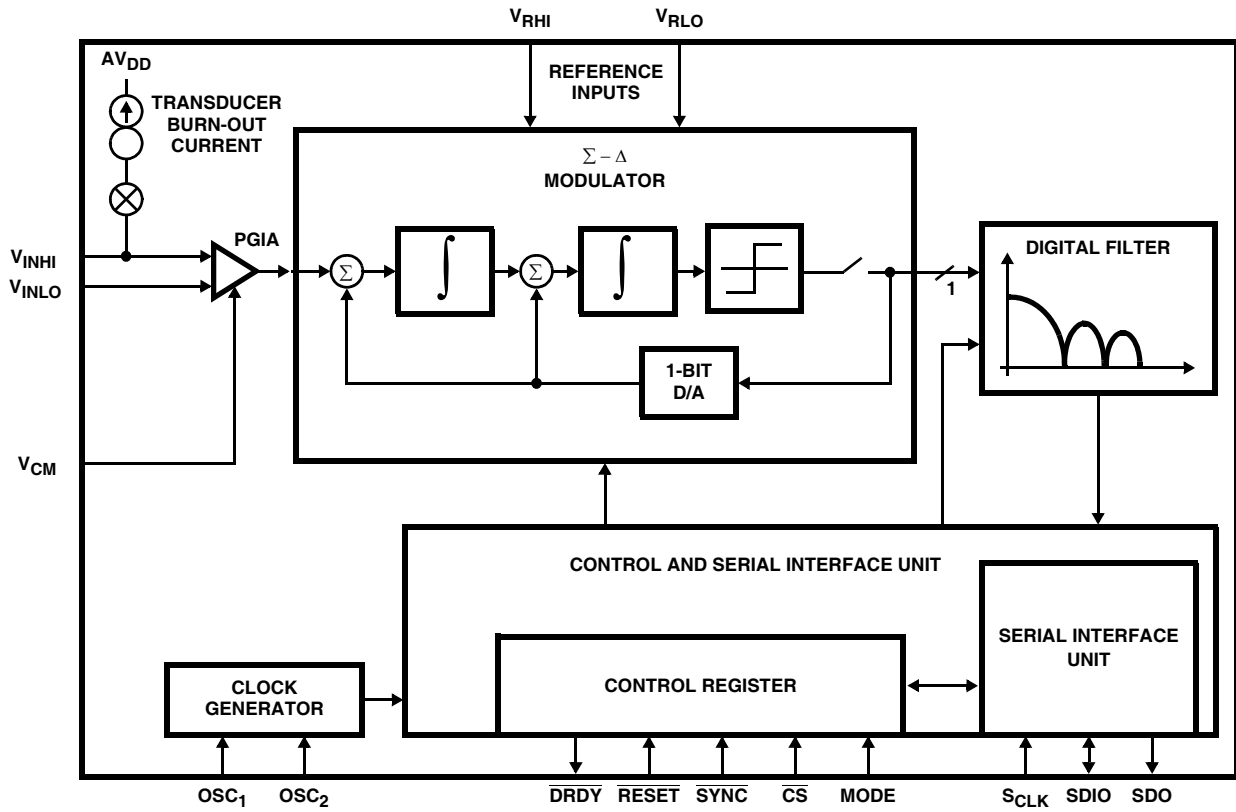 VRHI
VRLO
AVDD
TRANSDUCER
BURN-OUT
CURRENT
REFERENCE
INPUTS
Σ – Δ
MODULATOR
PGIA
VINHI
VINLO
Σ
∫
Σ
∫
1
DIGITAL FILTER
1-BIT
D/A
VCM
CONTROL AND SERIAL INTERFACE UNIT
SERIAL INTERFACE
UNIT
CONTROL REGISTER
CLOCK
GENERATOR
OSC1
OSC2
DRDY
RESET
SYNC
CS
MODE
SCLK
SDIO
SDO